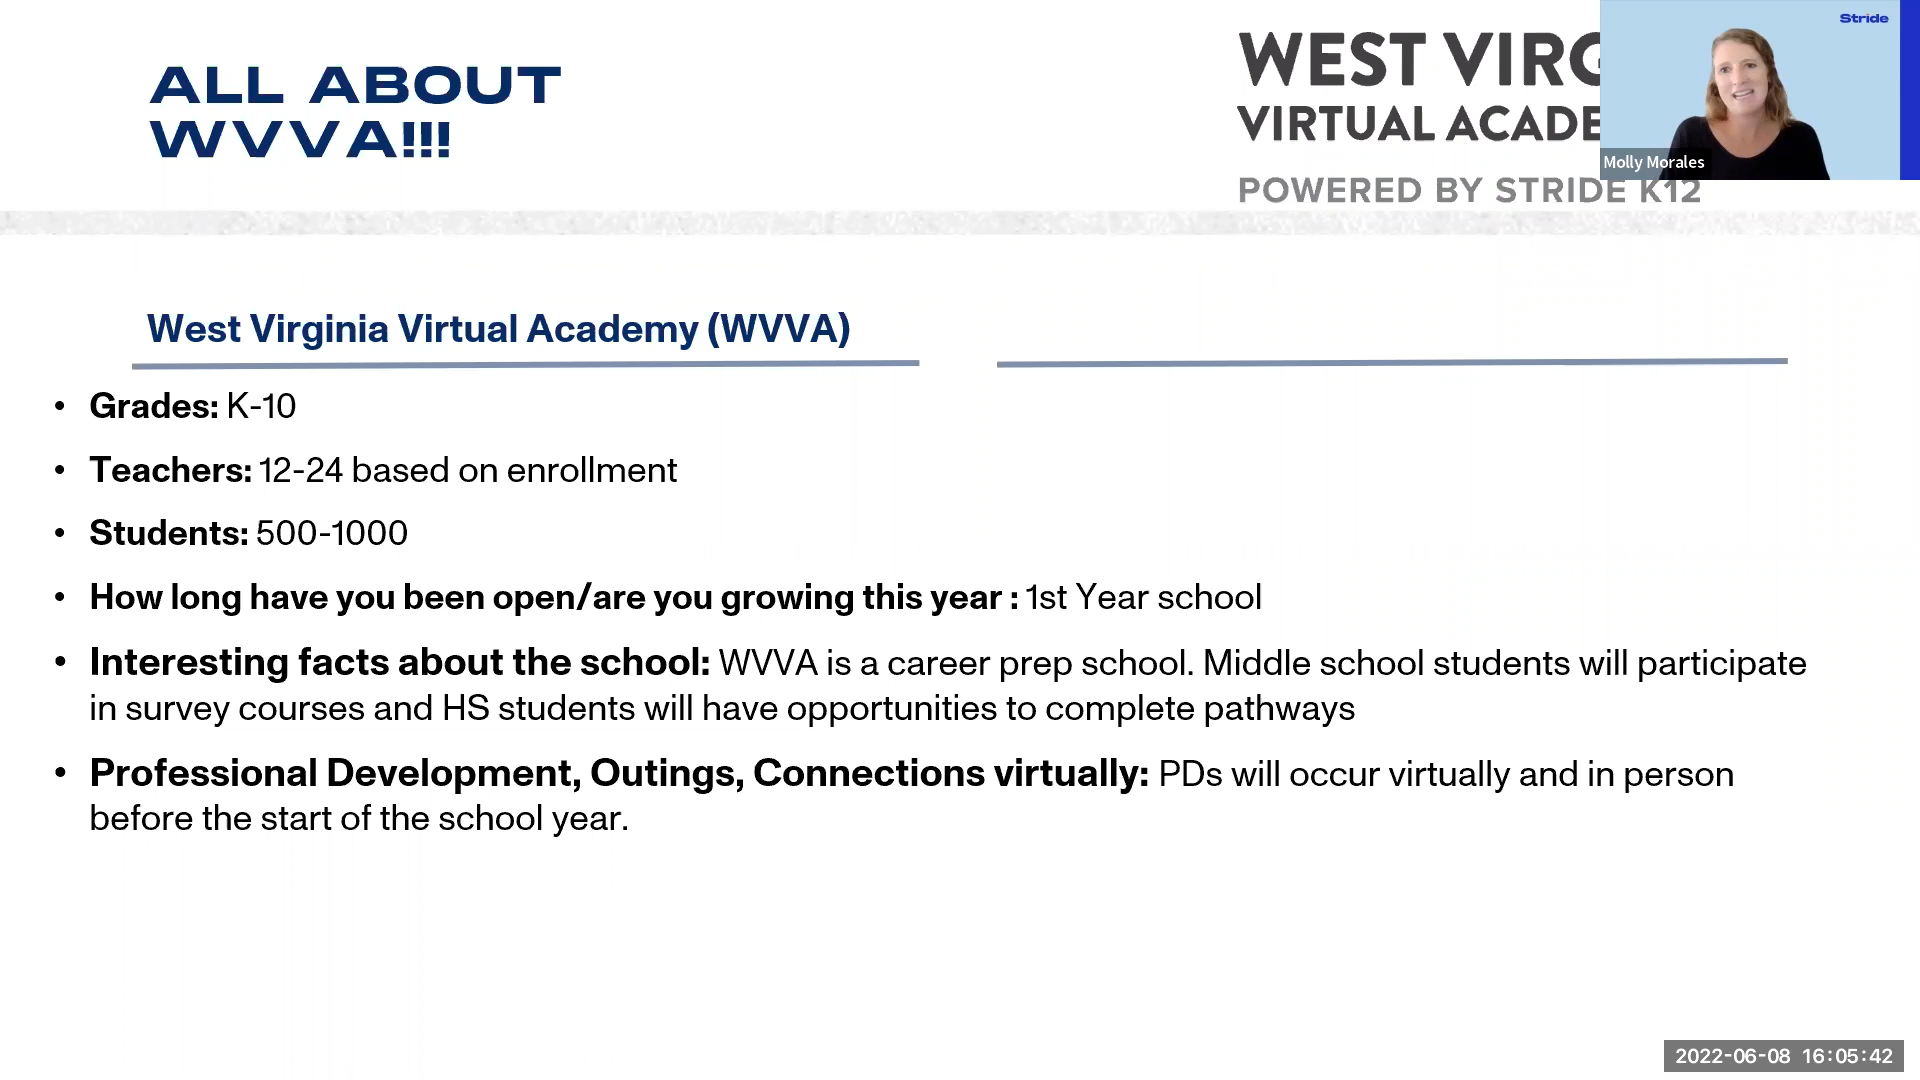 ALL ABOUT
WVVA!!!
WEST VIRG
VIRTUAL ACADE
POWERED BY STRIDE K12
Stride
Molly Morales
West Virginia Virtual Academy (WVVA)
• Grades: K-10
• Teachers: 12-24 based on enrollment
• Students: 500-1000
• How long have you been open/are you growing this year : 1st Year school
• Interesting facts about the school: WVVA is a career prep school. Middle school students will participate
in survey courses and HS students will have opportunities to complete pathways
• Professional Development, Outings, Connections virtually: PDs will occur virtually and in person
before the start of the school year.
2022-06-08 16:05:42